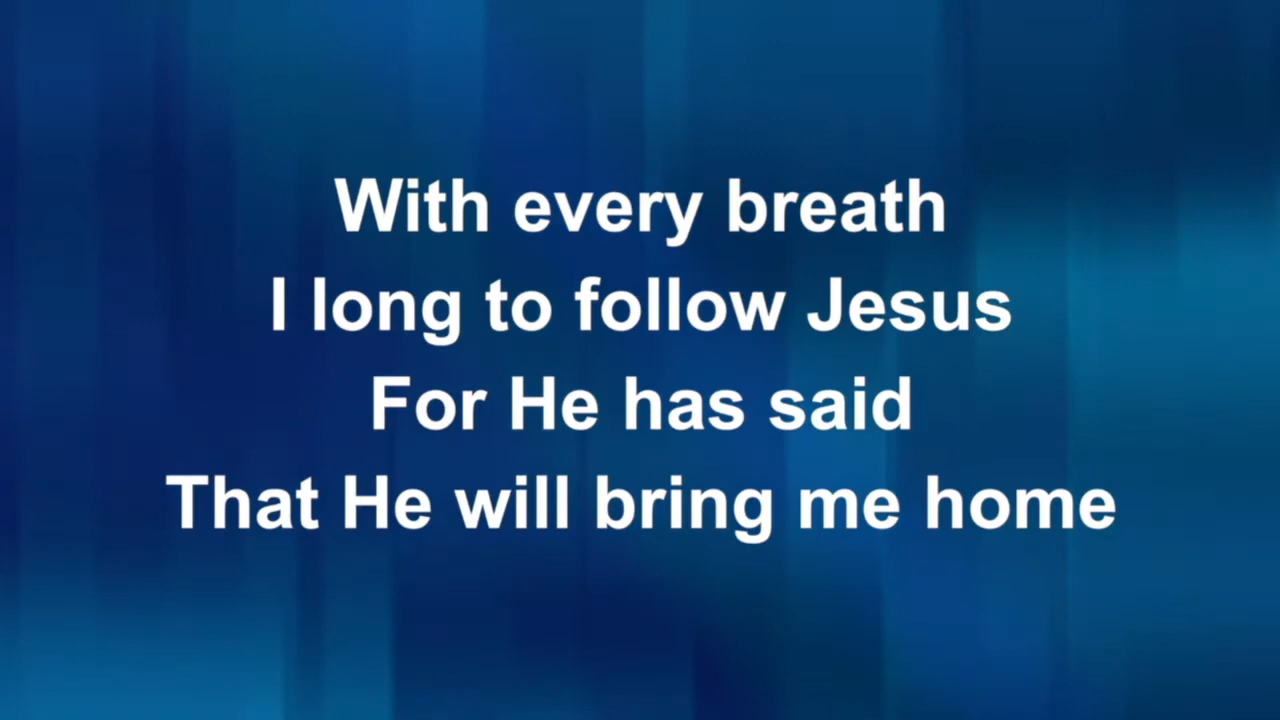 With every breath
I long to follow Jesus
For He has said
That He will bring me home